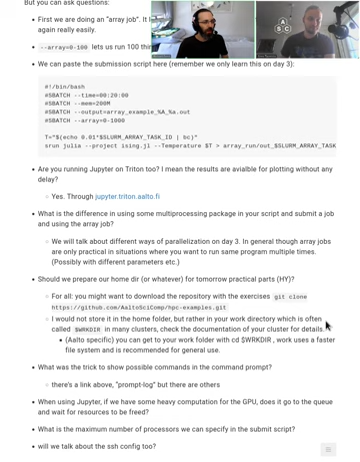 But you can ask questions:
First we are doing an "array job". It l
again really easily.
--array=0-100 lets us run 100 thin
We can paste the submission script here (remember we only learn this on day 3):
#!/bin/bash
#SBATCH --time=00:20:00
#SBATCH --mem=200M
#SBATCH --output=array_example_%A_%a.out
#SBATCH --array=0-1000
T="$(echo 0.01*$SLURM_ARRAY_TASK_ID | bc)"
srun julia --project ising.jl --Temperature $T > array_run/out_$SLURM_ARRAY_TASK
Are you running Jupyter on Triton too? I mean the results are avialble for plotting without any
delay?
Yes. Through jupyter.triton.aalto.fi
What is the difference in using some multiprocessing package in your script and submit a job
and using the array job?
We will talk about different ways of parallelization on day 3. In general though array jobs
are only practical in situations where you want to run same program multiple times.
(Possibly with different parameters etc.)
Should we prepare our home dir (or whatever) for tomorrow practical parts (HY)?
For all: you might want to download the repository with the exercises git clone
https://github.com/AaltoSciComp/hpc-examples.git
I would not store it in the home folder, but rather in your work directory which is often
called $WRKDIR in many clusters, check the documentation of your cluster for details.
(Aalto specific) you can get to your work folder with cd $WRKDIR , work uses a faster
file system and is recommended for general use.
What was the trick to show possible commands in the command prompt?
there's a link above, "prompt-log" but there are others
When using Jupyter, if we have some heavy computation for the GPU, does it go to the queue
and wait for resources to be freed?
What is the maximum number of processors we can specify in the submit script?
will we talk about the ssh config too?